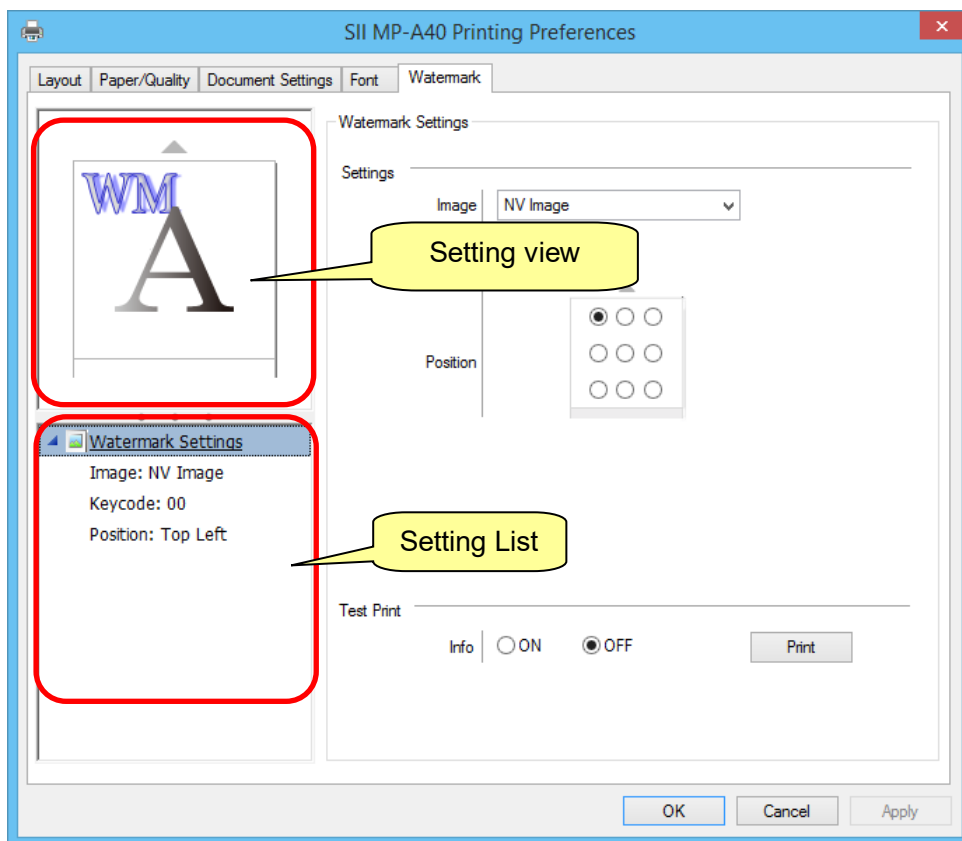 SII MP-A40 Printing Preferences
Layout Paper/Quality Document Settings Font Watermark
WM
A
Watermark Settings
Settings
Image NV Image
Setting view
Position
Watermark Settings
Image: NV Image
Keycode: 00
Position: Top Left
Setting List
Test Print
Info ON OFF Print
OK Cancel Apply